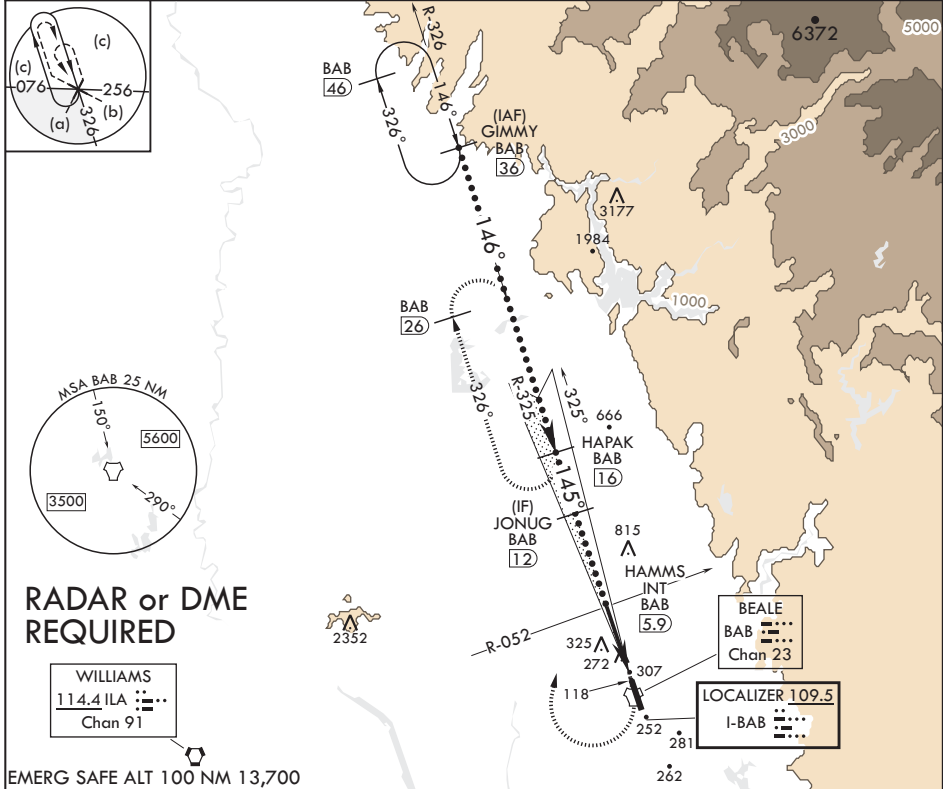 (c)
(c)
076
256
(b)
(a)
326
R-326
6372
5000
BAB
46
146°
326°
(IAF)
GIMMY
BAB
36
3000
3177
146°
1984
1000
BAB
26
326°
R-325
325°
666
HAPAK
BAB
16
145°
MSA BAB 25 NM
150°
5600
3500
290°
(IF)
JONUG
BAB
12
815
HAMMS
INT
BAB
5.9
RADAR or DME
REQUIRED
2352
R-052
325
272
307
BEALE
BAB
Chan 23
WILLIAMS
114.4 ILA
Chan 91
118
LOCALIZER 109.5
I-BAB
252
281
262
EMERG SAFE ALT 100 NM 13,700